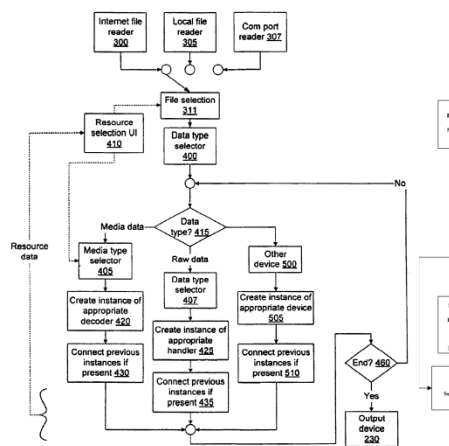 Internet file
reader
300
Local file
reader
305
Com port
reader 307
File selection
311
Resource
selection UI
410
Data type
selector
400
No
Data
type? 415
Media data
Raw data
Resource
data
Media type
selector
405
Data type
selector
407
Other
device 500
Create instance of
appropriate
decoder 420
Create instance of
appropriate
handler 425
Create instance of
appropriate device
505
Connect previous
instances if
present 430
Connect previous
instances if
present 435
Connect previous
instances if
present 510
End? 460
Yes
Output
device
230